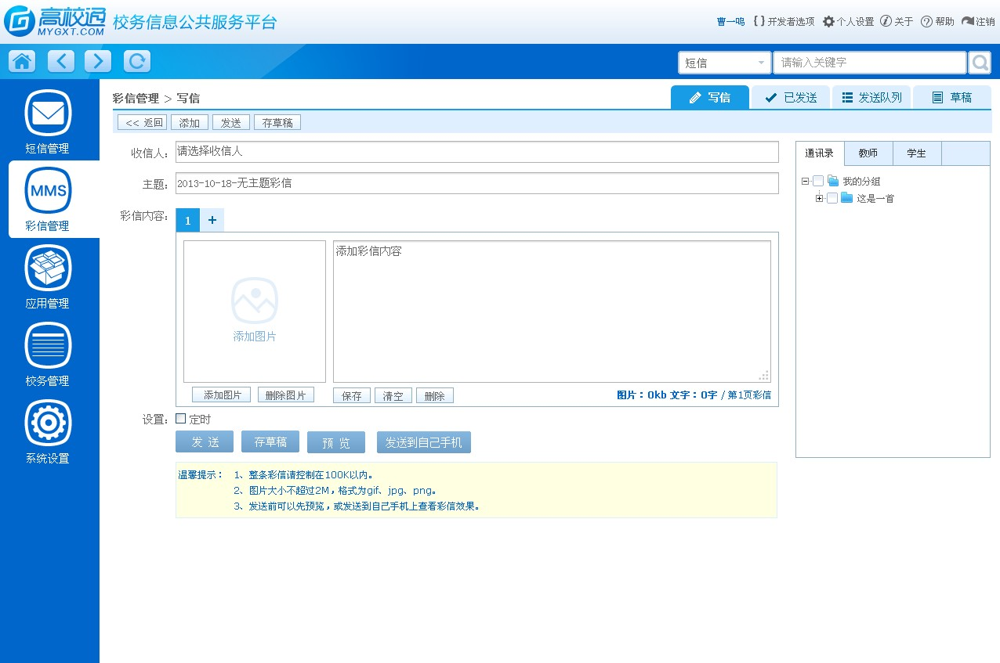 高校通 校务信息公共服务平台
MYGXT.COM
曹一鸣 { } 开发者选项 个人设置 关于 帮助 注销
短信 请输入关键字
短信管理
MMS
彩信管理
应用管理
校务管理
系统设置
彩信管理 > 写信
写信 已发送 发送队列 草稿
<< 返回 添加 发送 存草稿
收信人: 请选择收信人
主题: 2013-10-18-无主题彩信
彩信内容: 1 +
添加图片
添加彩信内容
添加图片 删除图片 保存 清空 删除 图片:0kb 文字:0字 / 第1页彩信
设置: 定时
发 送 存草稿 预 览 发送到自己手机
温馨提示: 1、整条彩信请控制在100K以内。
2、图片大小不超过2M,格式为gif、jpg、png。
3、发送前可以先预览,或发送到自己手机上查看彩信效果。
通讯录 教师 学生
我的分组
这是一首